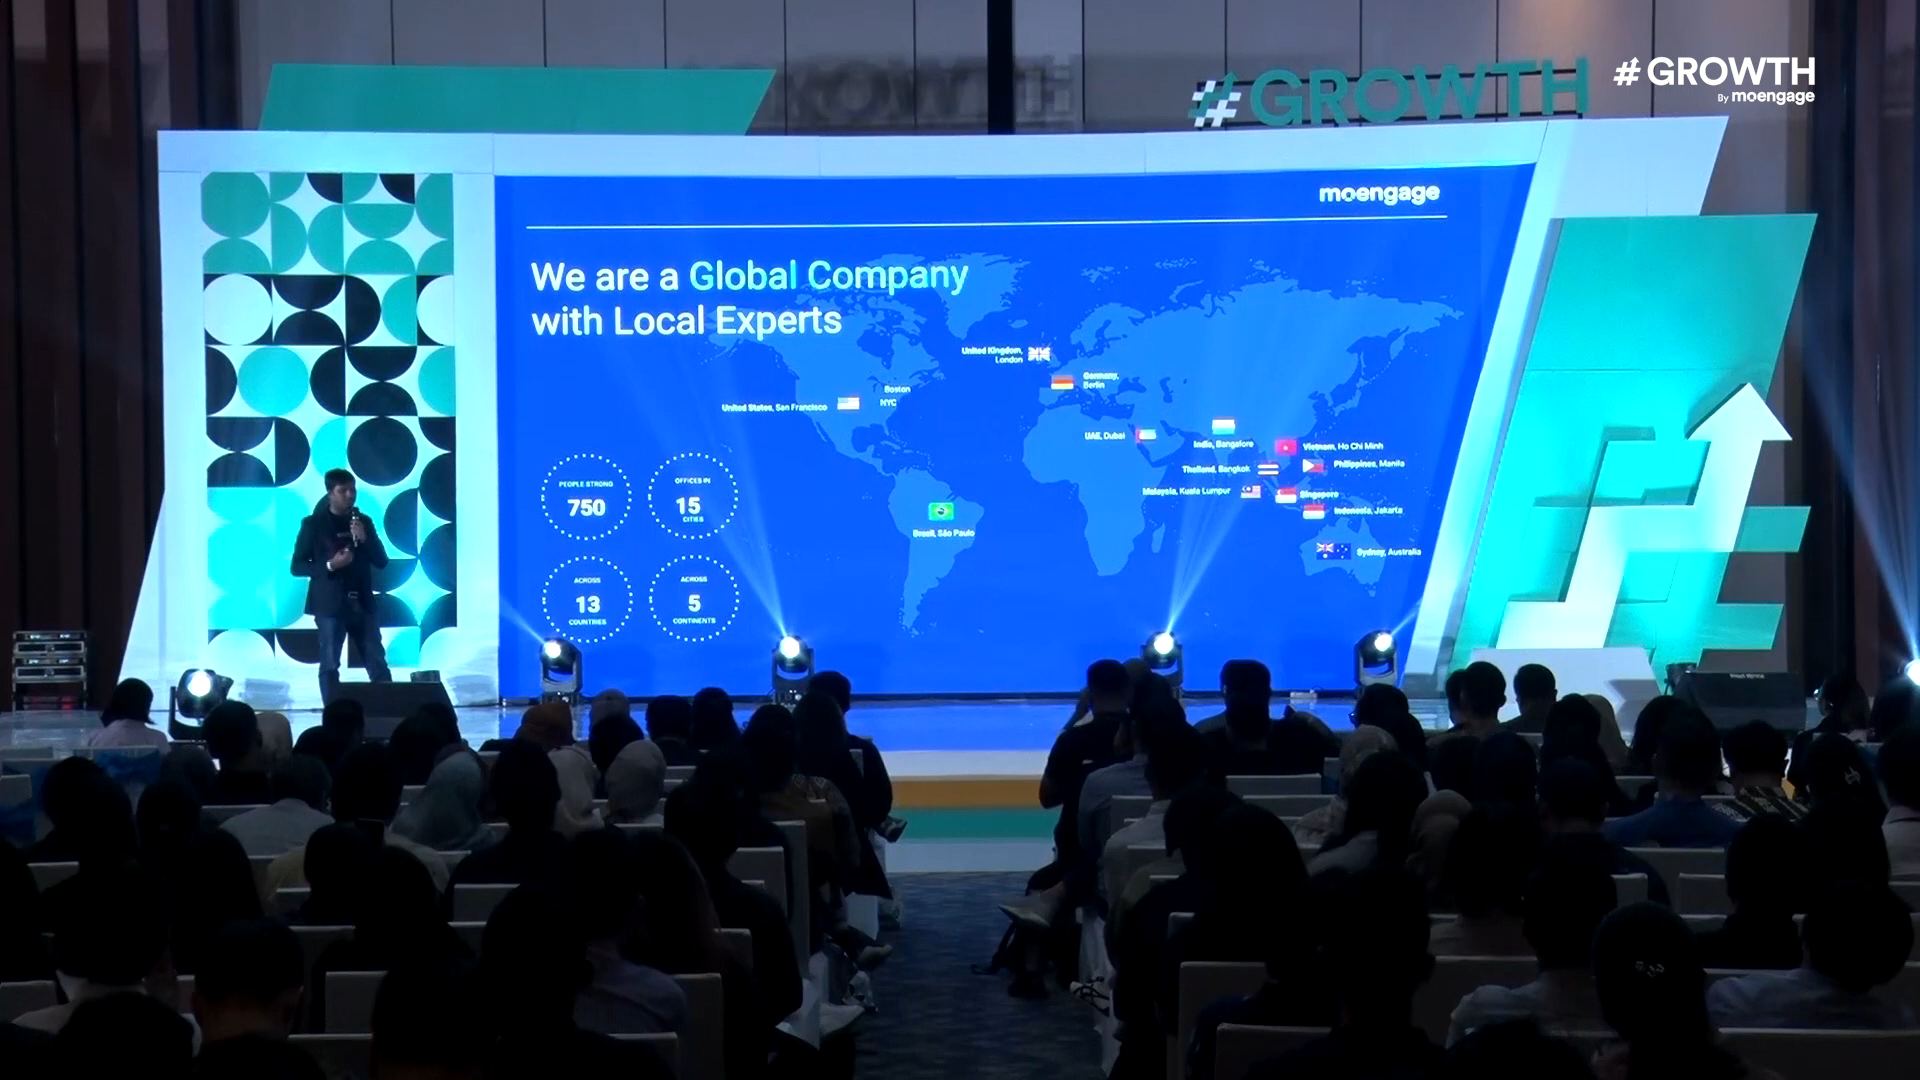 #GROWTH
#GROWTH
By moengage
moengage
We are a Global Company
with Local Experts
United Kingdom,
London
Germany,
Berlin
Boston
NYC
United States, San Francisco
UAE, Dubai
India, Bangalore
Vietnam, Ho Chi Minh
Thailand, Bangkok
Philippines, Manila
Malaysia, Kuala Lumpur
Singapore
Indonesia, Jakarta
Brazil, São Paulo
Sydney, Australia
PEOPLE STRONG
750
OFFICES IN
15
CITIES
ACROSS
13
COUNTRIES
ACROSS
5
CONTINENTS